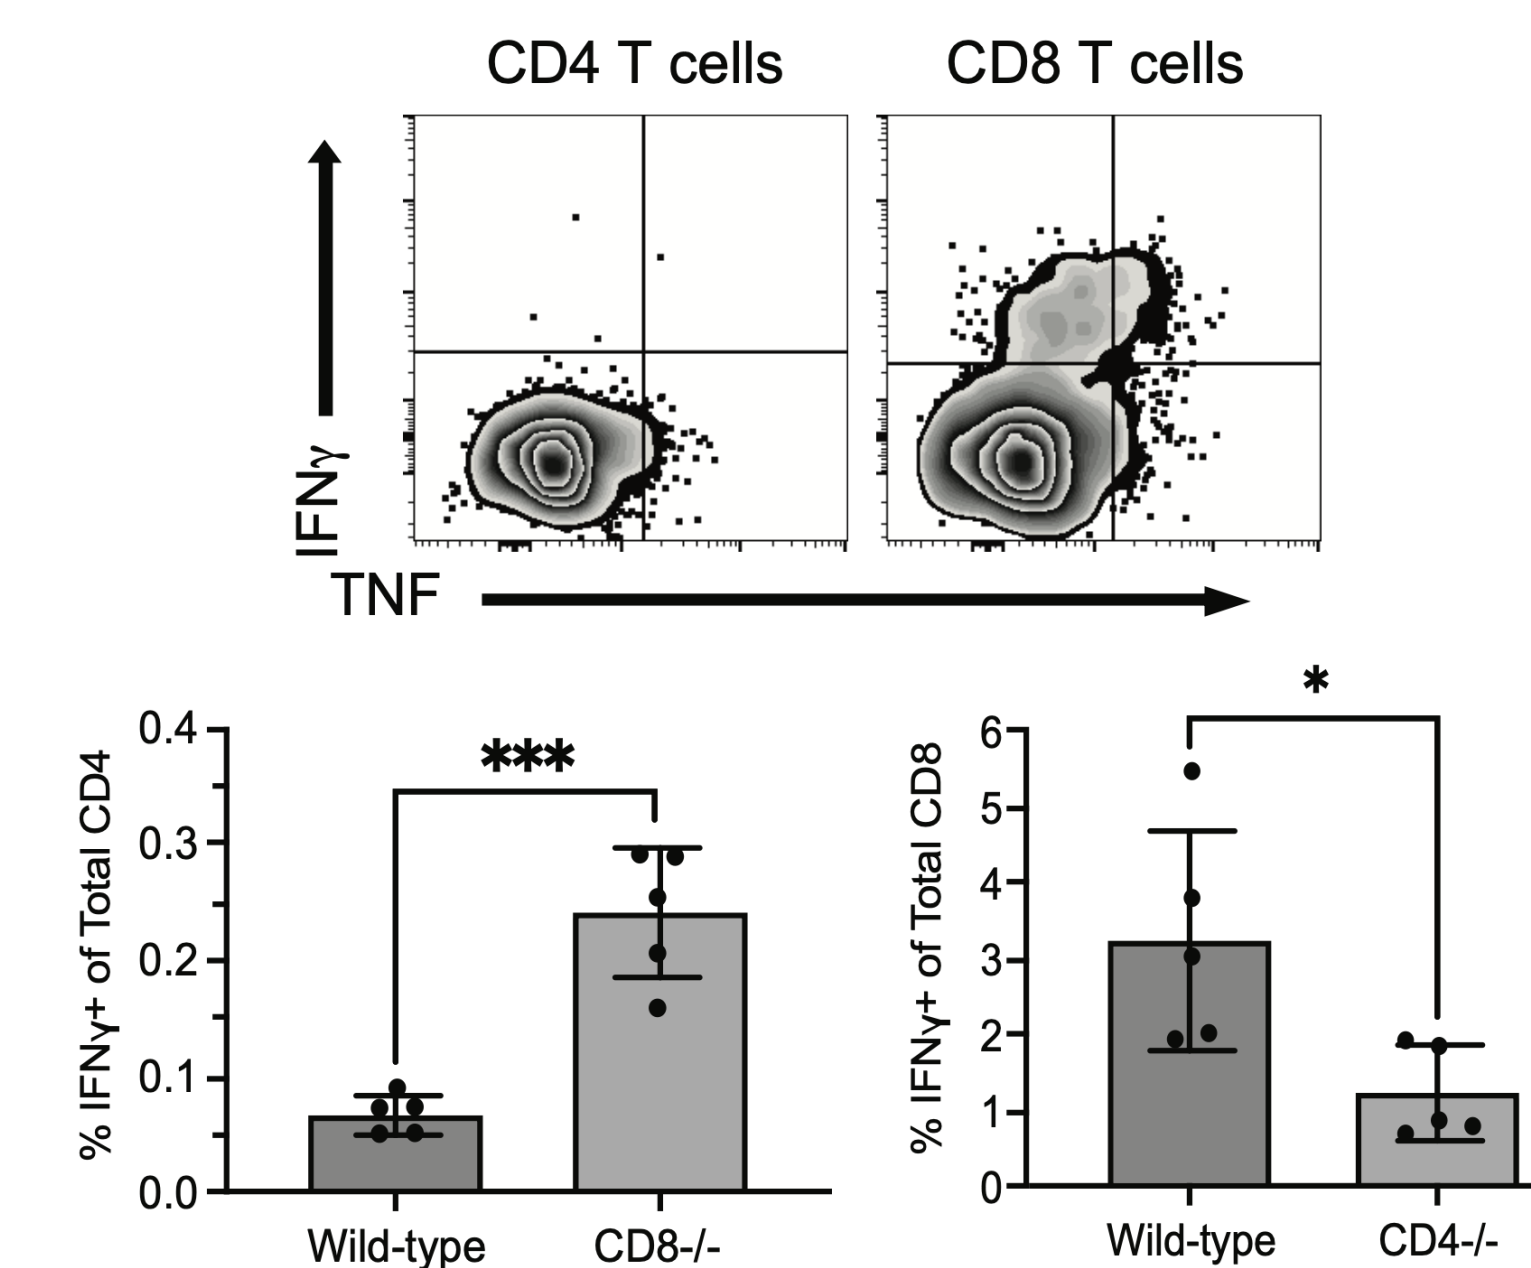 CD4 T cells
CD8 T cells
IFNγ
TNF
% IFNγ+ of Total CD4
0.4
0.3
0.2
0.1
0.0
***
Wild-type
CD8-/-
% IFNγ+ of Total CD8
6
5
4
3
2
1
0
*
Wild-type
CD4-/-